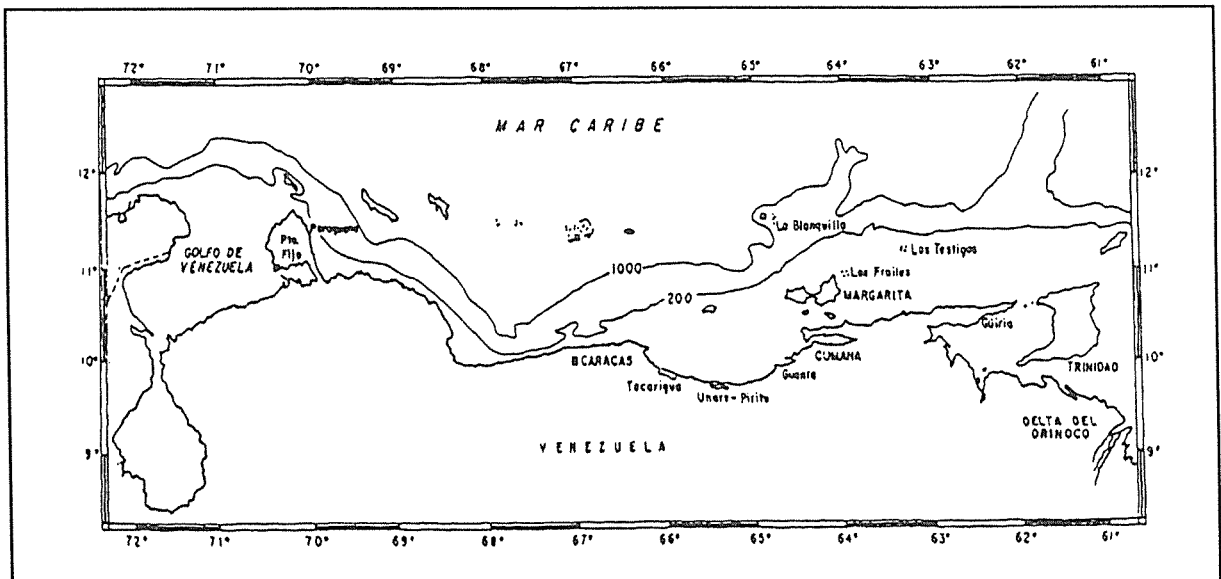 72° 71° 70° 69° 68° 67° 66° 65° 64° 63° 62° 61°
MAR CARIBE
12° 12°
La Blanquilla
Paraguana
Pto. Fijo
GOLFO DE VENEZUELA
Los Testigos
11° 1000 11°
Los Frailes
200 MARGARITA
Güiria
10° CARACAS CUMANA 10°
Guanta TRINIDAD
Tacarigua
Unare-Piritu
DELTA DEL ORINOCO
VENEZUELA
9° 9°
72° 71° 70° 69° 68° 67° 66° 65° 64° 63° 62° 61°